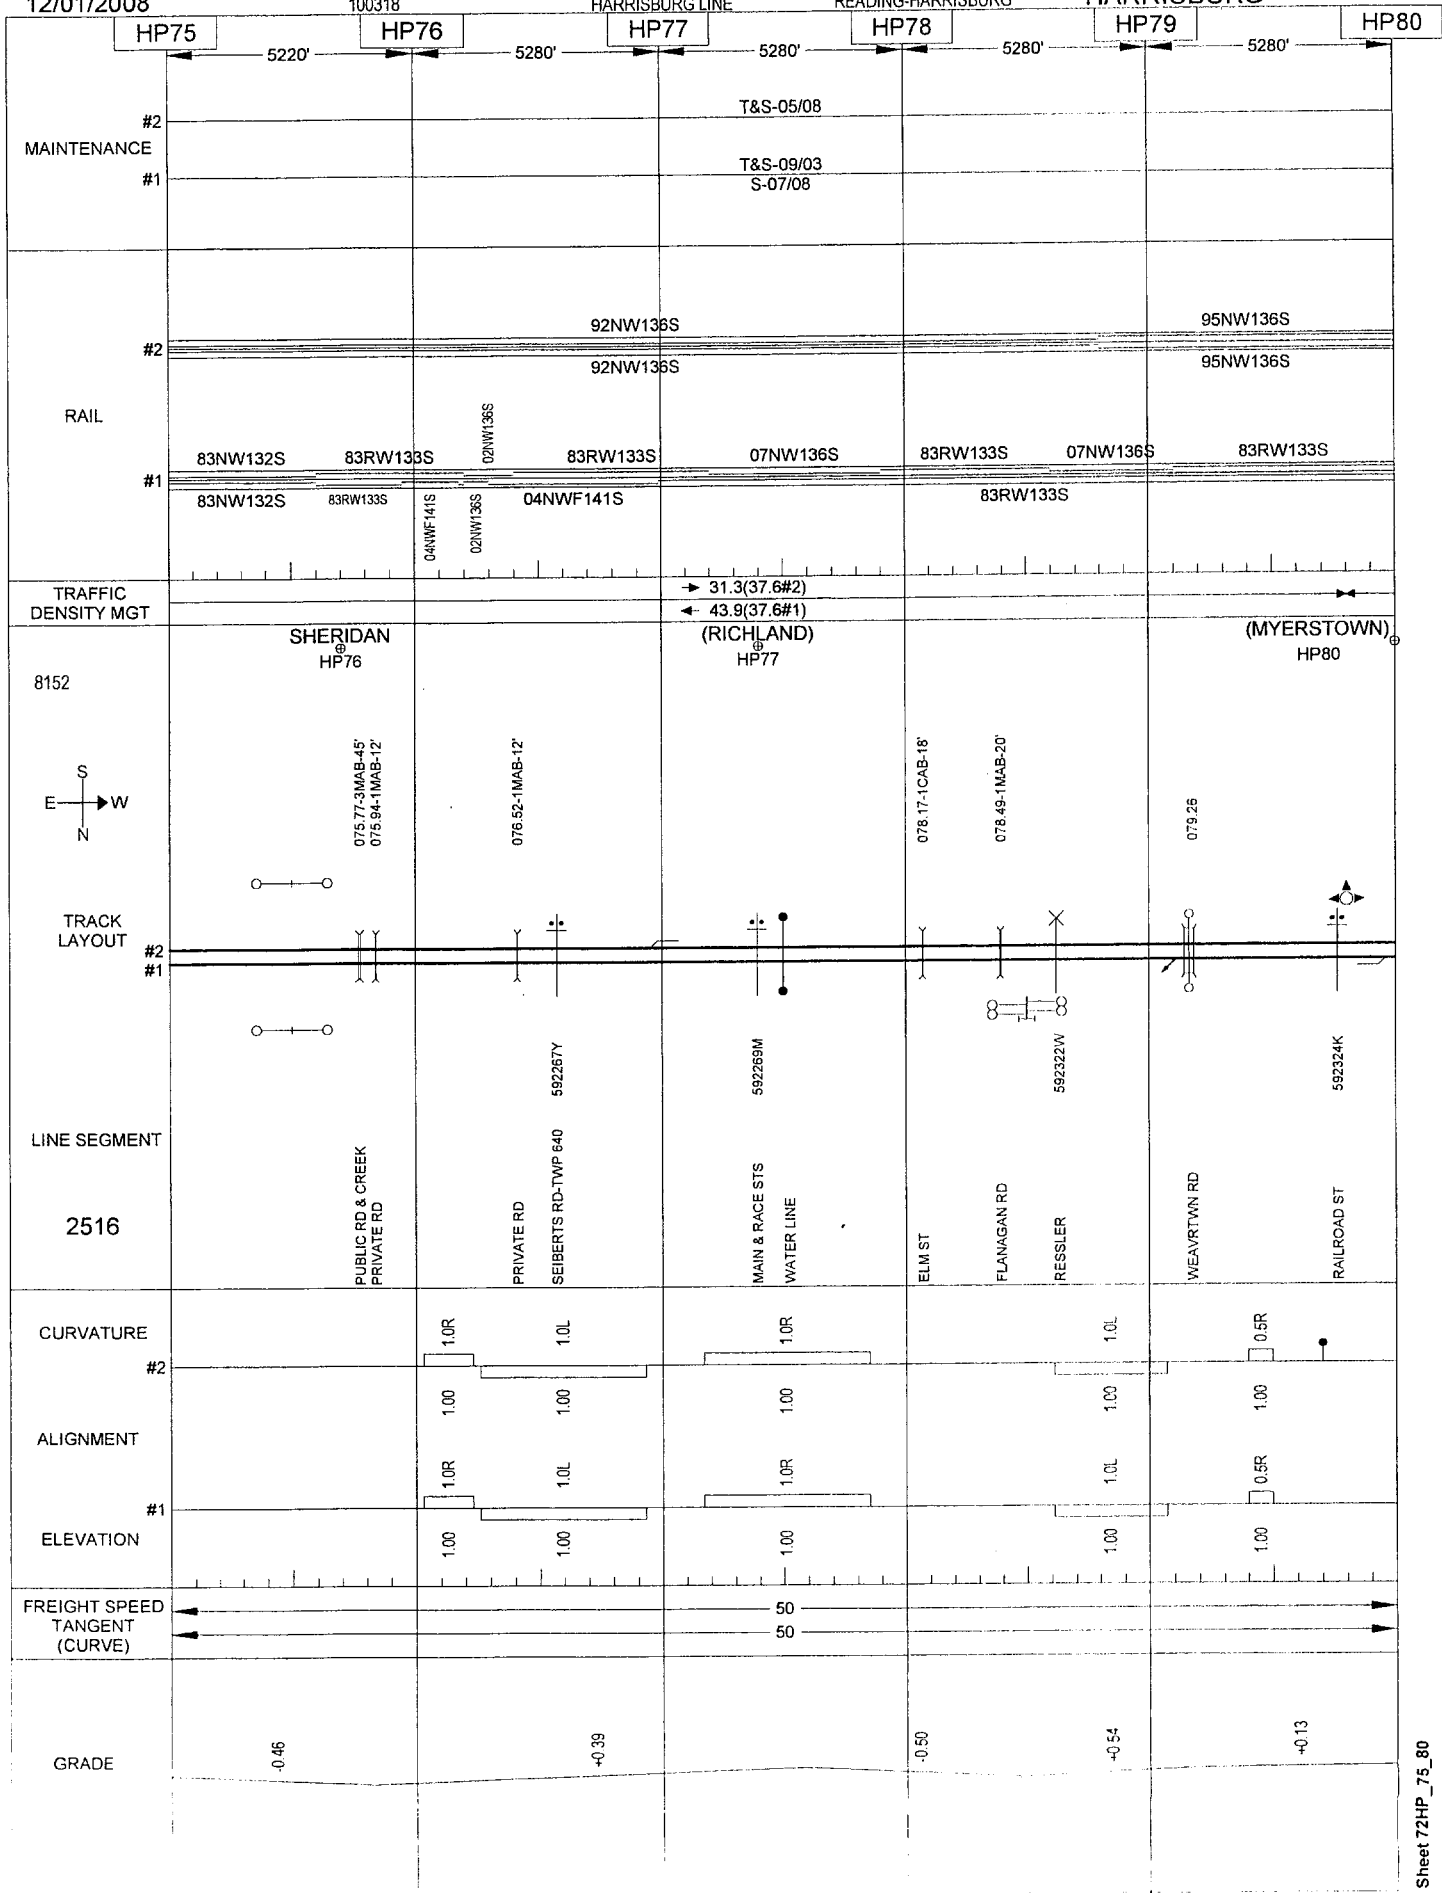 12/01/2008 100318 HARRISBURG LINE READING-HARRISBURG HARRISBURG
HP75 HP76 HP77 HP78 HP79 HP80
5220' 5280' 5280' 5280' 5280'
T&S-05/08
#2
MAINTENANCE
T&S-09/03
#1
S-07/08
92NW136S 95NW136S
#2
92NW136S 95NW136S
RAIL
02NW136S
83NW132S 83RW133S 83RW133S 07NW136S 83RW133S 07NW136S 83RW133S
#1
83NW132S 83RW133S 04NWF141S 02NW136S 04NWF141S 83RW133S
TRAFFIC
DENSITY MGT
31.3(37.6#2)
43.9(37.6#1)
SHERIDAN (RICHLAND) (MYERSTOWN)
HP76 HP77 HP80
8152
S
E W
N
075.77-3MAB-45'
075.94-1MAB-12'
076.52-1MAB-12'
078.17-1CAB-18'
078.49-1MAB-20'
079.26
TRACK
LAYOUT
#2
#1
592267Y
592269M
592322W
592324K
LINE SEGMENT
2516
PUBLIC RD & CREEK
PRIVATE RD
PRIVATE RD
SEIBERTS RD-TWP 640
MAIN & RACE STS
WATER LINE
ELM ST
FLANAGAN RD
RESSLER
WEAVRTWN RD
RAILROAD ST
CURVATURE
1.0R 1.0L 1.0R 1.0L 0.5R
#2
1.00 1.00 1.00 1.00 1.00
ALIGNMENT
1.0R 1.0L 1.0R 1.0L 0.5R
#1
ELEVATION
1.00 1.00 1.00 1.00 1.00
FREIGHT SPEED
TANGENT
(CURVE)
50
50
GRADE
-0.46 +0.39 -0.50 +0.54 +0.13
Sheet 72HP_75_80